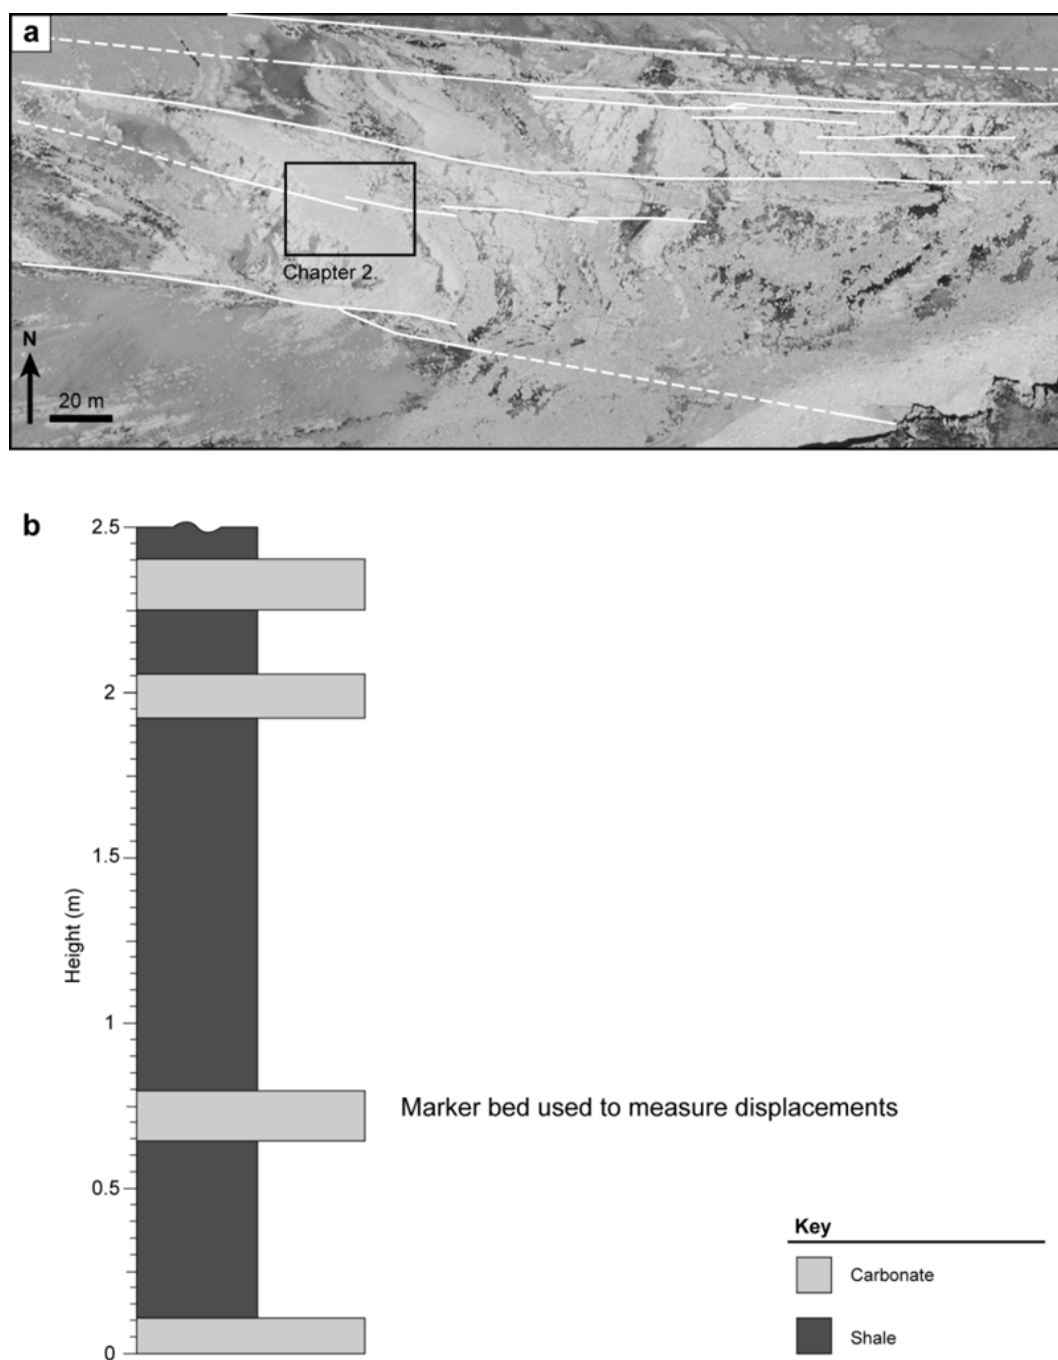 a
Chapter 2.
N
20 m
b
2.5
2
1.5
1
0.5
0
Height (m)
Marker bed used to measure displacements
Key
Carbonate
Shale